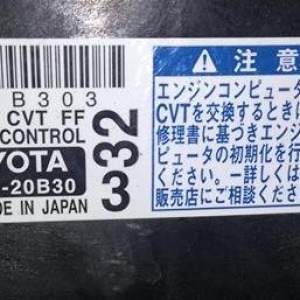 B303
CVT FF
CONTROL
YOTA
-20B30
DE IN JAPAN
332
注意
エンジンコンピュータ
CVTを交換するときに
修理書に基づきエンジ
ピュータの初期化を行
ください。一詳しくは
販売店にご相談くださ